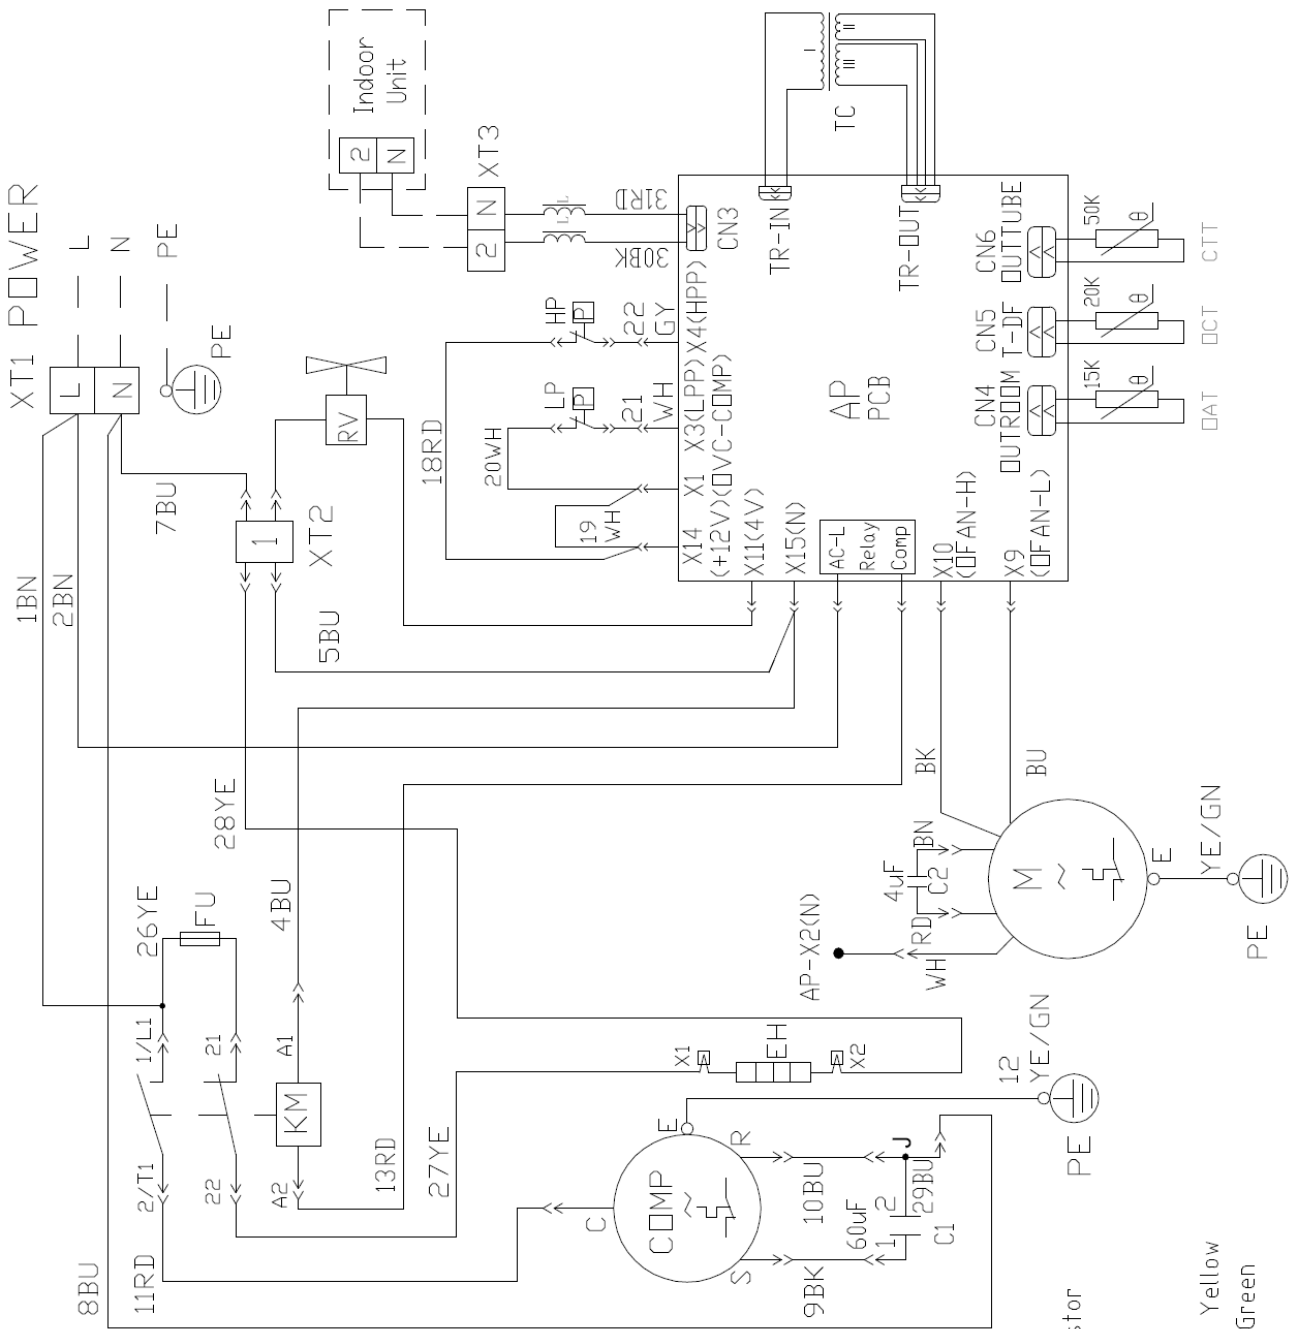 XT1 POWER
L
N
PE
L
N
PE
Indoor
Unit
2
N
XT3
2
N
31RD
30BK
CN3
TR-IN
TR-OUT
TC
I
II
III
1BN
2BN
7BU
1
XT2
5BU
RV
18RD
20WH
19
WH
LP
P
HP
P
21
WH
22
GY
X14
(+12V)
X1
(OVC-COMP)
X3(LPP)
X4(HPP)
X11(4V)
X15(N)
AC-L
Relay
Comp
X10
(OFAN-H)
X9
(OFAN-L)
AP
PCB
CN4
OUTROOM
CN5
T-DF
CN6
OUTTUBE
15K
θ
OAT
20K
θ
OCT
50K
θ
CTT
28YE
26YE
FU
4BU
1/L1
21
A1
KM
2/T1
22
A2
13RD
27YE
11RD
8BU
X1
EH
X2
COMP
~
C
S
R
E
9BK
10BU
60uF
1
2
C1
29BU
J
12
YE/GN
PE
AP-X2(N)
WH
RD
4uF
C2
BN
BK
BU
M
~
E
YE/GN
PE
stor
Yellow
Green